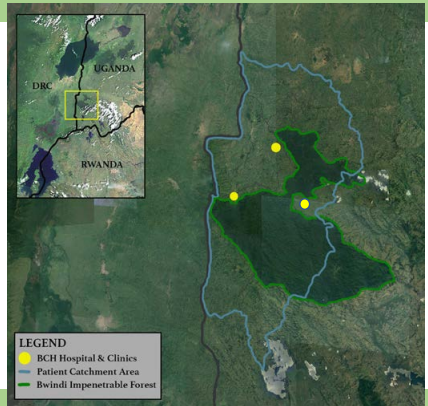 DRC
UGANDA
RWANDA
LEGEND
BCH Hospital & Clinics
Patient Catchment Area
Bwindi Impenetrable Forest